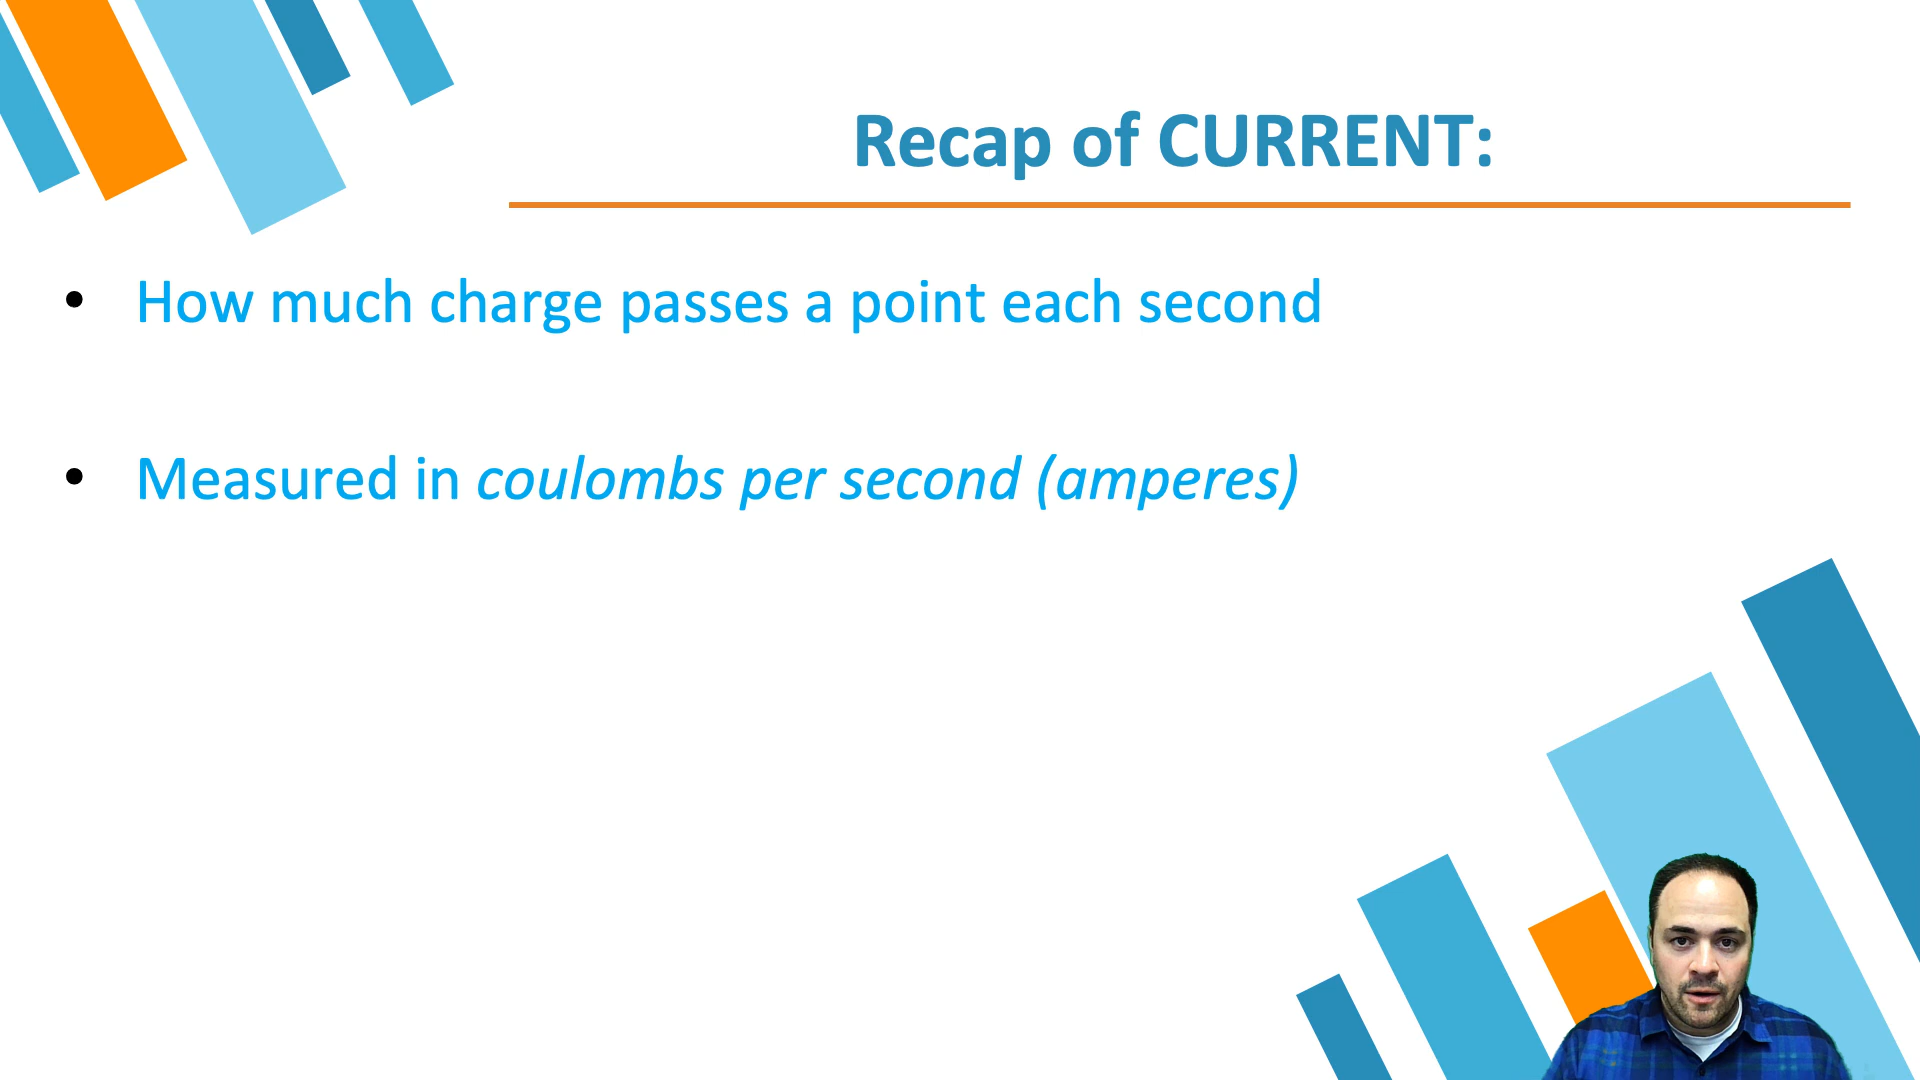 Recap of CURRENT:
• How much charge passes a point each second
• Measured in coulombs per second (amperes)